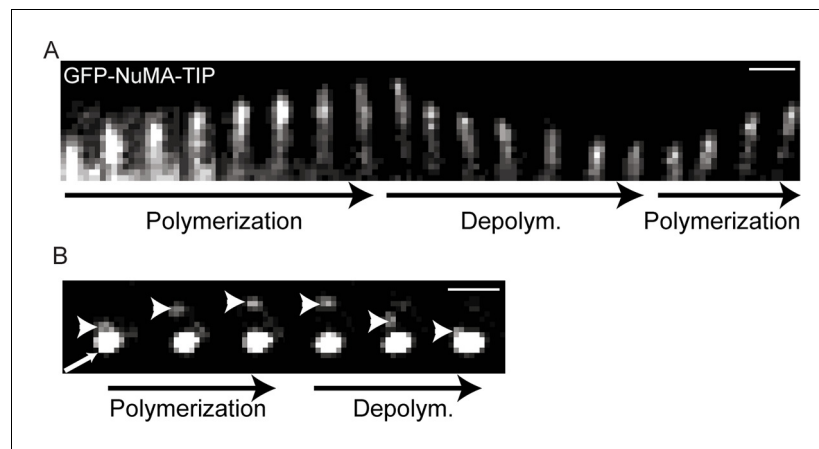 A
GFP-NuMA-TIP
Polymerization Depolym. Polymerization
B
Polymerization Depolym.